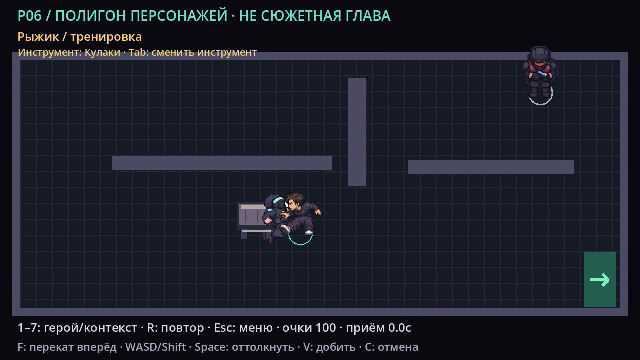 P06 / ПОЛИГОН ПЕРСОНАЖЕЙ · НЕ СЮЖЕТНАЯ ГЛАВА
Рыжик / тренировка
Инструмент: Кулаки · Tab: сменить инструмент
→
1–7: герой/контекст · R: повтор · Esc: меню · очки 100 · приём 0.0с
F: перекат вперёд · WASD/Shift · Space: оттолкнуть · V: добить · C: отмена